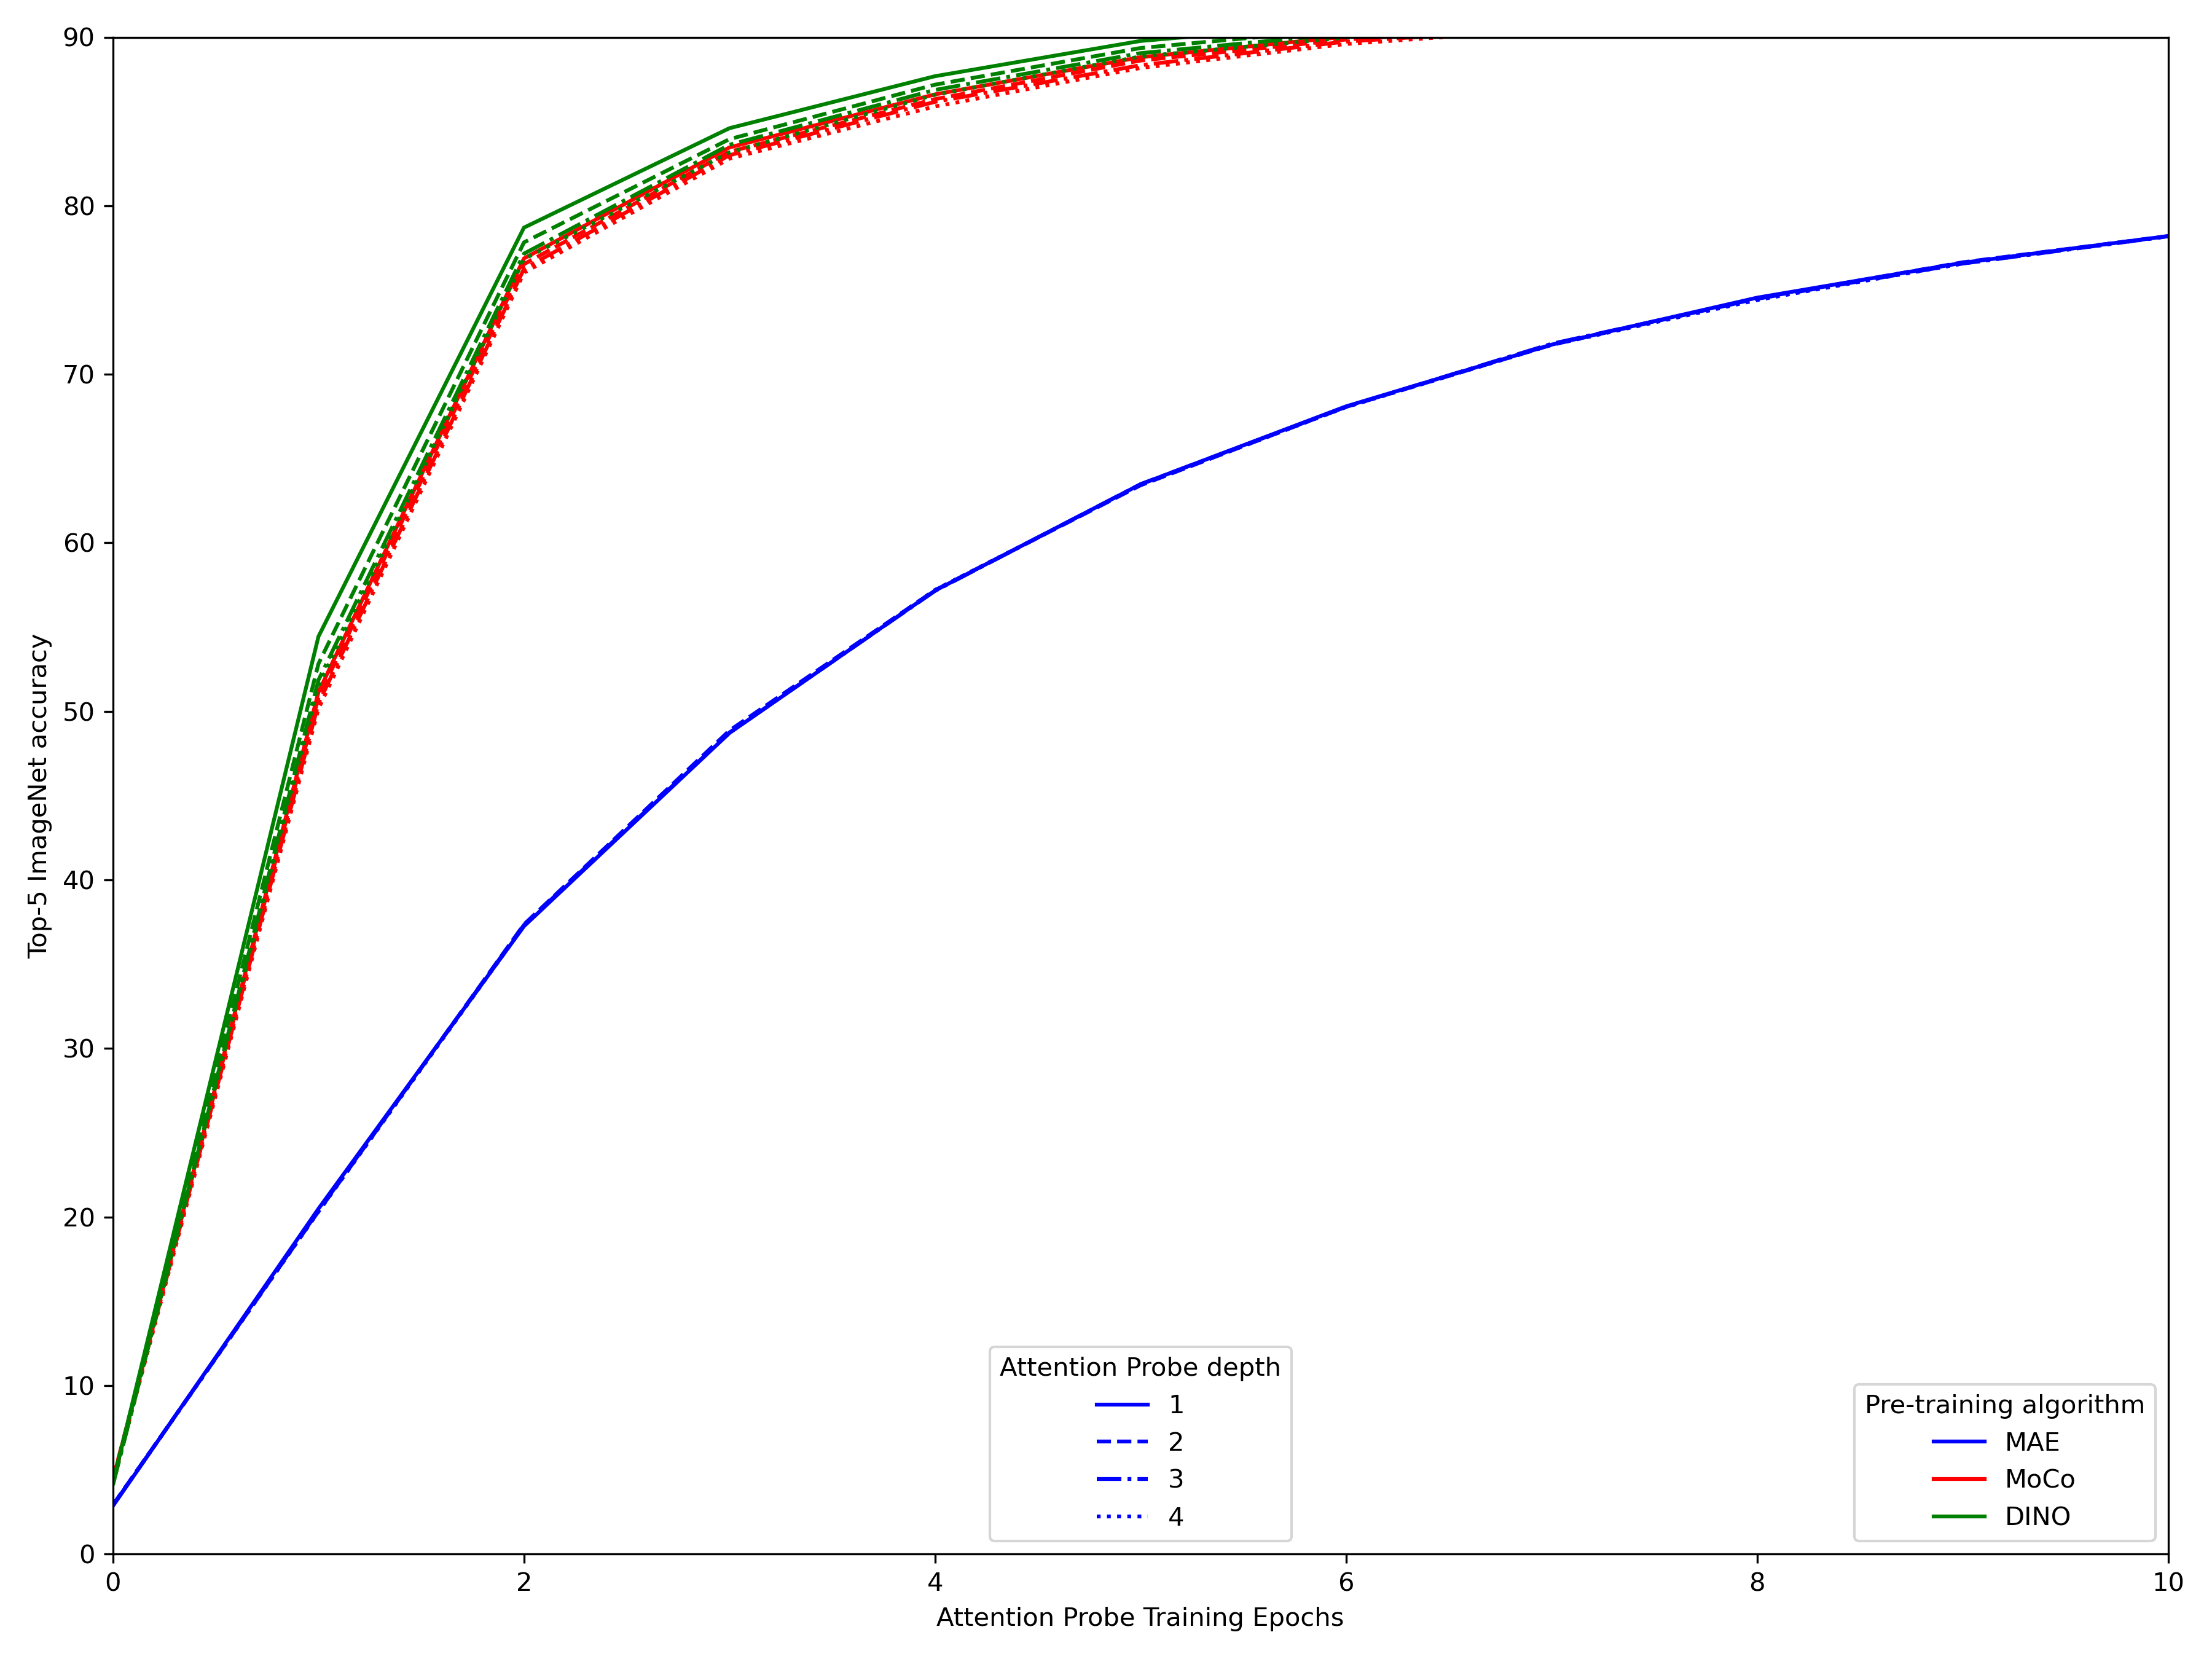 90
80
70
60
50
40
30
20
10
0
Top-5 ImageNet accuracy
Attention Probe depth
1
2
3
4
Pre-training algorithm
MAE
MoCo
DINO
0 2 4 6 8 10
Attention Probe Training Epochs